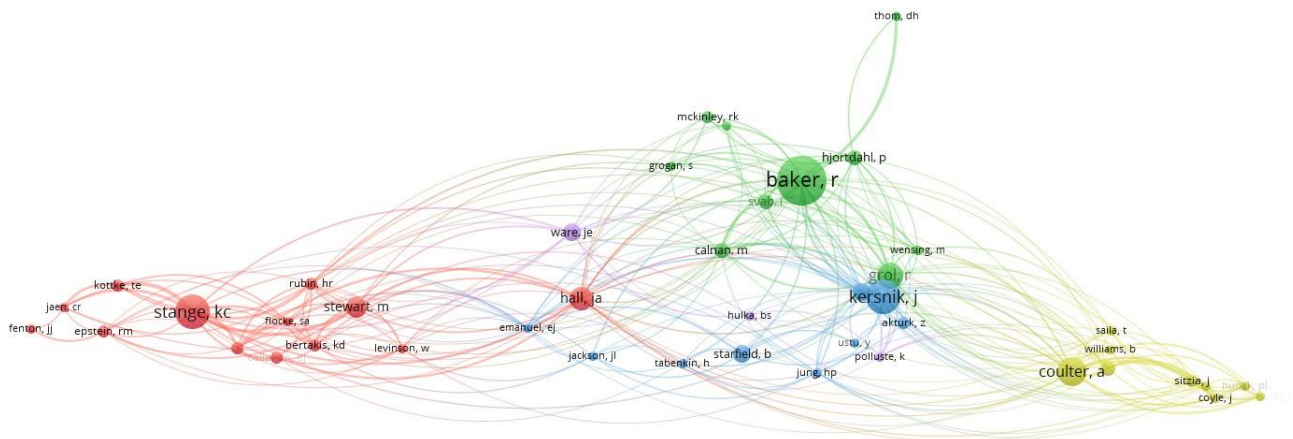 thom, dh
mckinley, rk
hjortdahl, p
grogan, s
baker, r
svab, i
ware, je
calnan, m
wensing, m
grol, r
kottke, te
rubin, hr
jaen, cr
stange, kc
stewart, m
hall, ja
kersnik, j
flocke, sa
fenton, jj
epstein, rm
emanuel, ej
hulka, bs
akturk, z
saila, t
bertakis, kd
levinson, w
jackson, jl
tabenkin, h
starfield, b
ustu, y
polluste, k
williams, b
jung, hp
coulter, a
sitzia, j
coyle, j